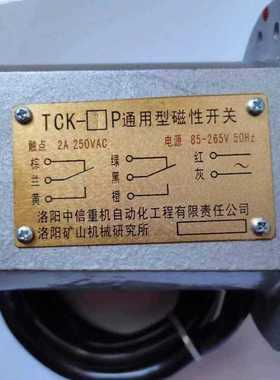 TCK-□P通用型磁性开关
触点 2A 250VAC 电源 85-265V 50Hz
棕 绿 红
兰 黑 灰
黄 橙
洛阳中信重机自动化工程有限责任公司
洛阳矿山机械研究所